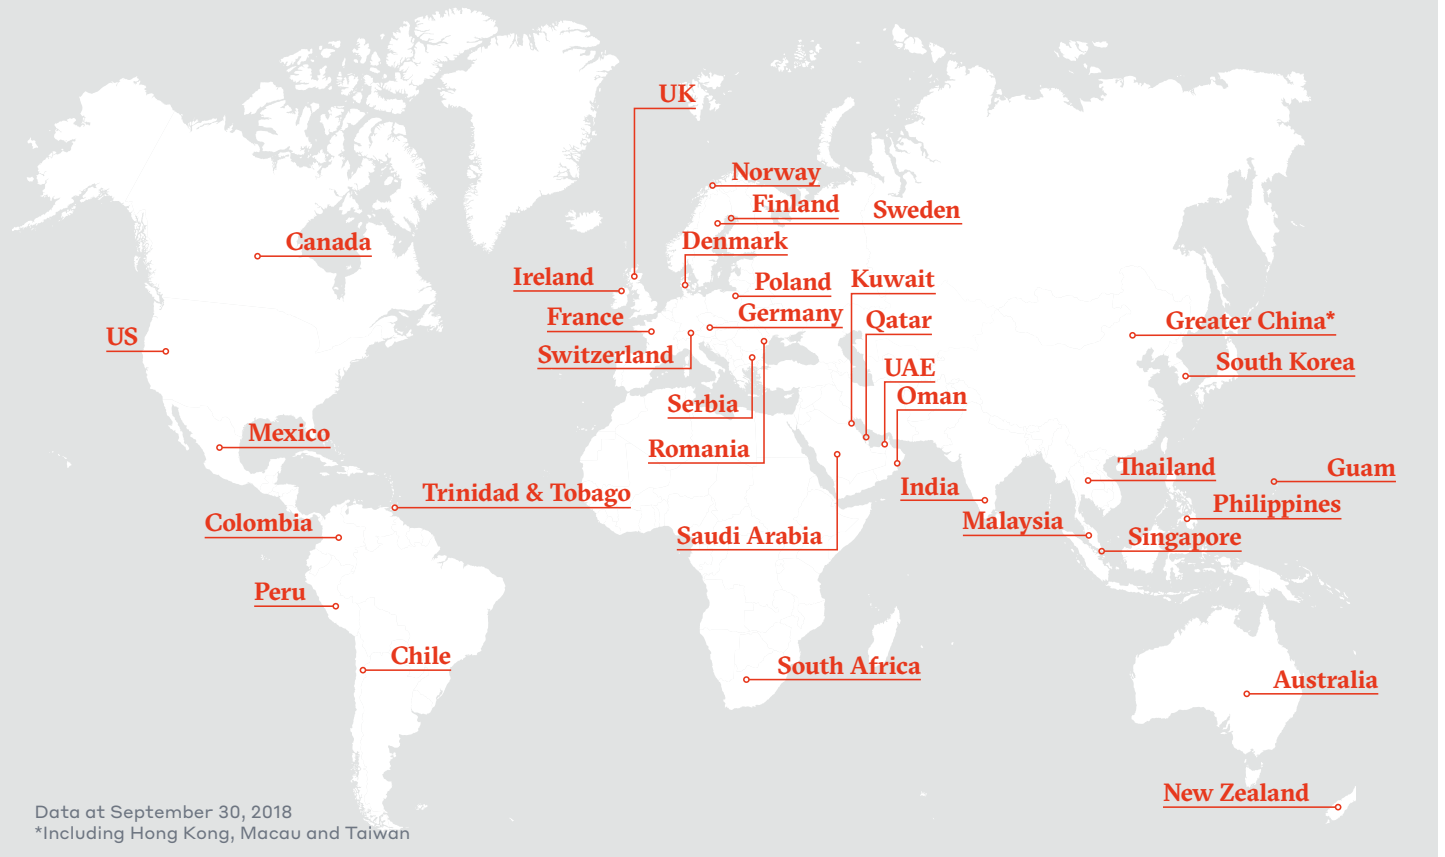 UK
Norway
Finland
Sweden
Canada
Denmark
Ireland
Poland
Kuwait
France
Germany
Qatar
Greater China*
US
Switzerland
UAE
South Korea
Serbia
Oman
Mexico
Romania
Thailand
Guam
Trinidad & Tobago
India
Philippines
Colombia
Saudi Arabia
Malaysia
Singapore
Peru
Chile
South Africa
Australia
New Zealand
Data at September 30, 2018
*Including Hong Kong, Macau and Taiwan